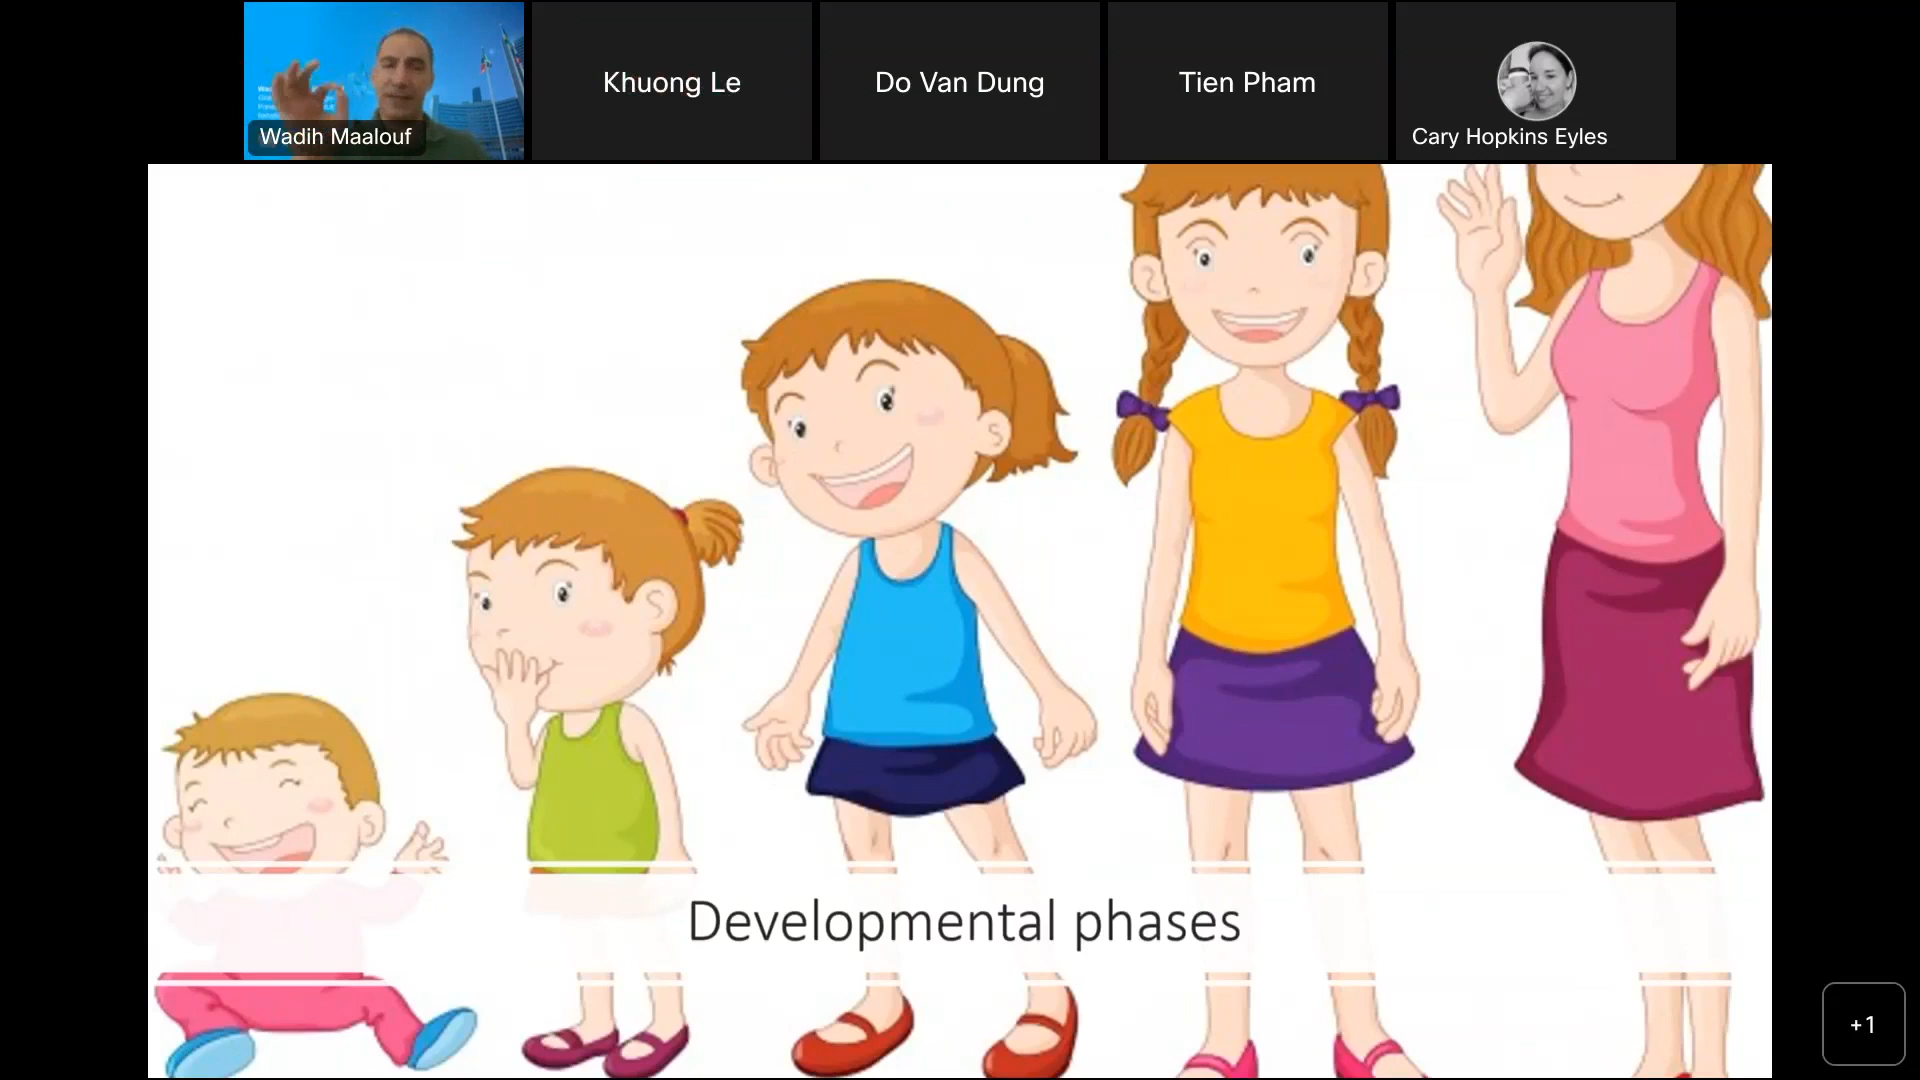 Wadih Maalouf
Khuong Le
Do Van Dung
Tien Pham
Cary Hopkins Eyles
Developmental phases
+1